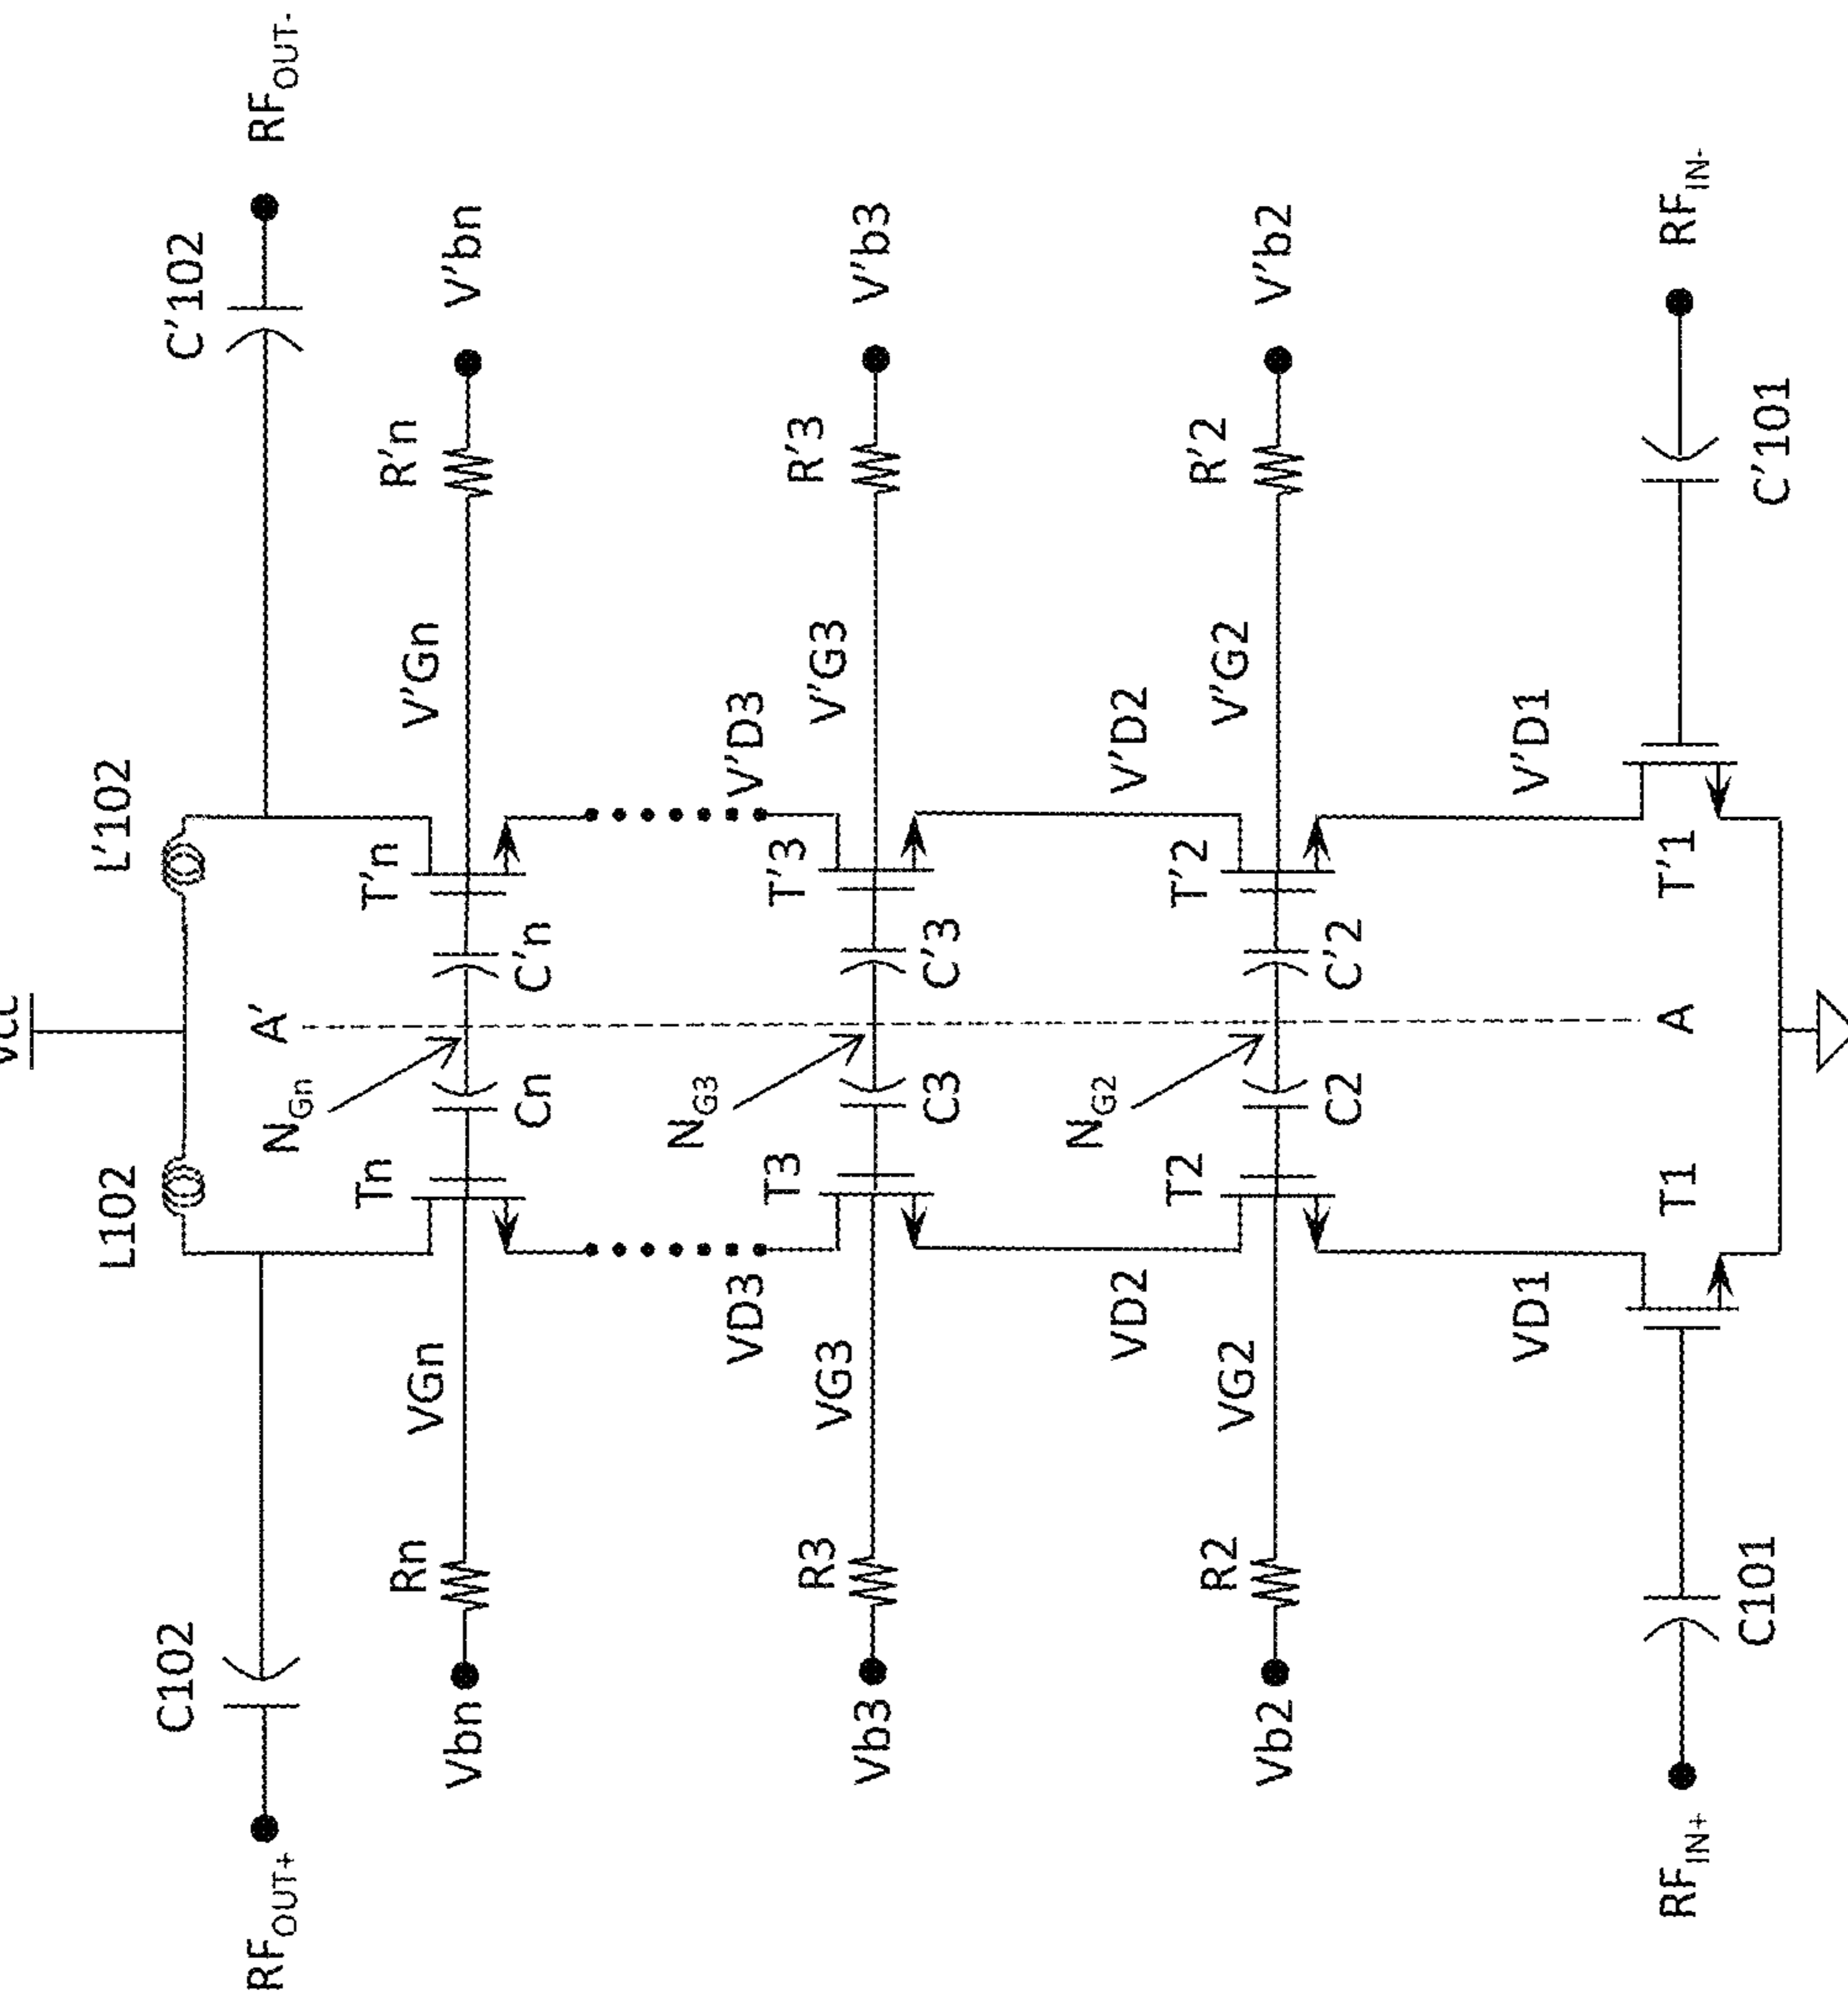 Vcc
L102
L'102
C102
C'102
RF_OUT+
A'
RF_OUT-
N_Gn
Tn
T'n
Rn
R'n
VGn
V'Gn
Vbn
V'bn
Cn
C'n
N_G3
VD3
V'D3
T3
T'3
R3
R'3
VG3
V'G3
Vb3
V'b3
C3
C'3
N_G2
VD2
V'D2
T2
T'2
R2
R'2
VG2
V'G2
Vb2
V'b2
C2
C'2
VD1
V'D1
RF_IN+
T1
A
T'1
RF_IN-
C101
C'101